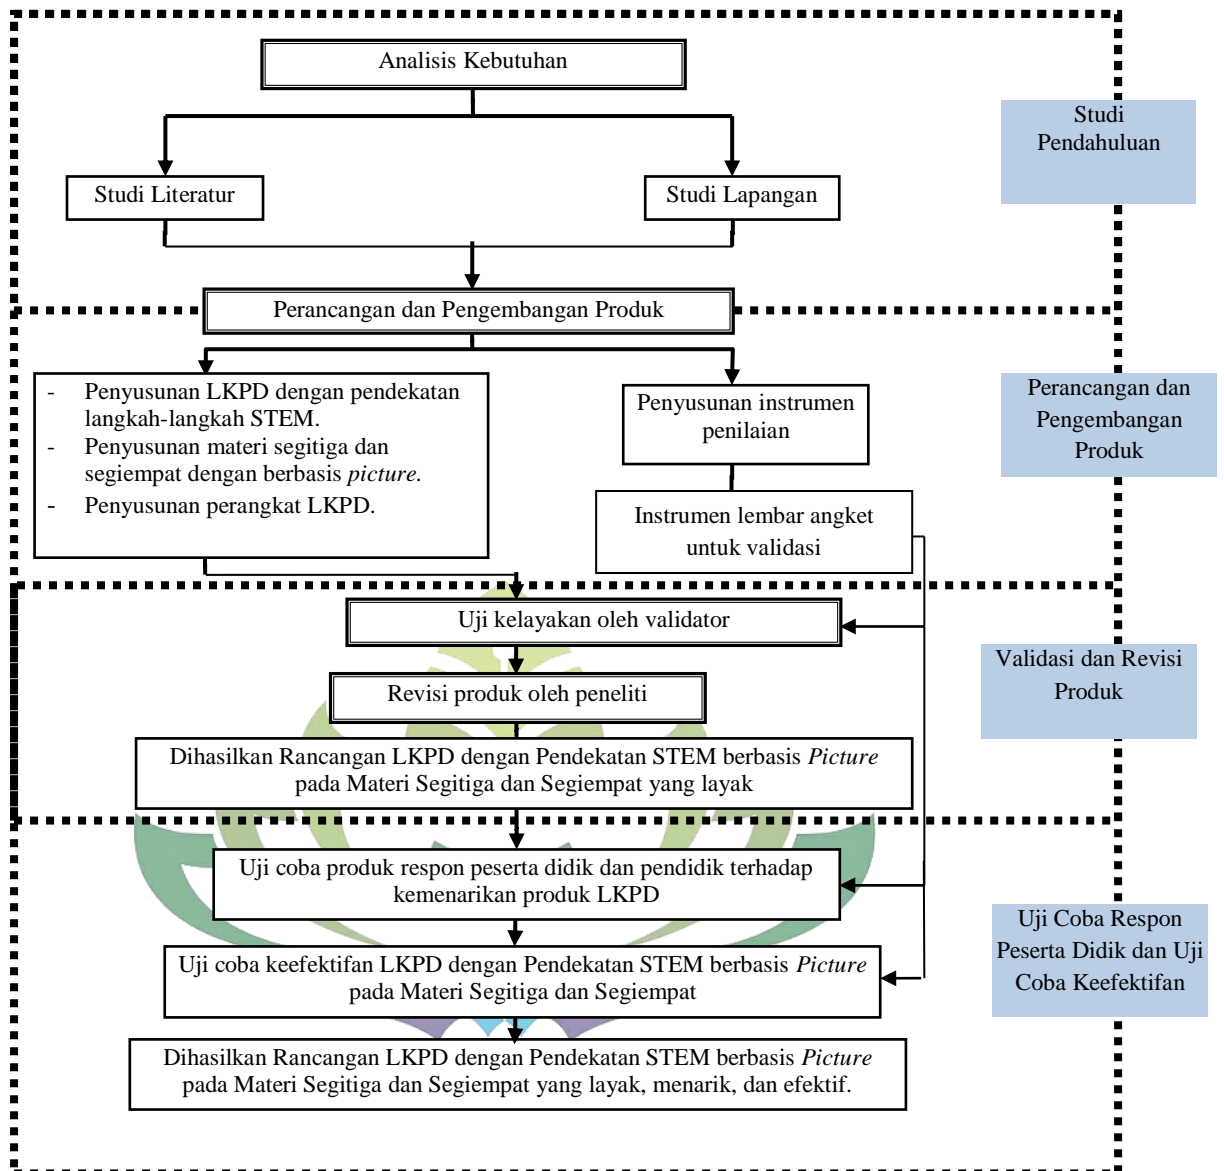 Analisis Kebutuhan
Studi
Pendahuluan
Studi Literatur
Studi Lapangan
Perancangan dan Pengembangan Produk
- Penyusunan LKPD dengan pendekatan
langkah-langkah STEM.
- Penyusunan materi segitiga dan
segiempat dengan berbasis picture.
- Penyusunan perangkat LKPD.
Penyusunan instrumen
penilaian
Perancangan dan
Pengembangan
Produk
Instrumen lembar angket
untuk validasi
Uji kelayakan oleh validator
Revisi produk oleh peneliti
Validasi dan Revisi
Produk
Dihasilkan Rancangan LKPD dengan Pendekatan STEM berbasis Picture
pada Materi Segitiga dan Segiempat yang layak
Uji coba produk respon peserta didik dan pendidik terhadap
kemenarikan produk LKPD
Uji Coba Respon
Peserta Didik dan Uji
Coba Keefektifan
Uji coba keefektifan LKPD dengan Pendekatan STEM berbasis Picture
pada Materi Segitiga dan Segiempat
Dihasilkan Rancangan LKPD dengan Pendekatan STEM berbasis Picture
pada Materi Segitiga dan Segiempat yang layak, menarik, dan efektif.